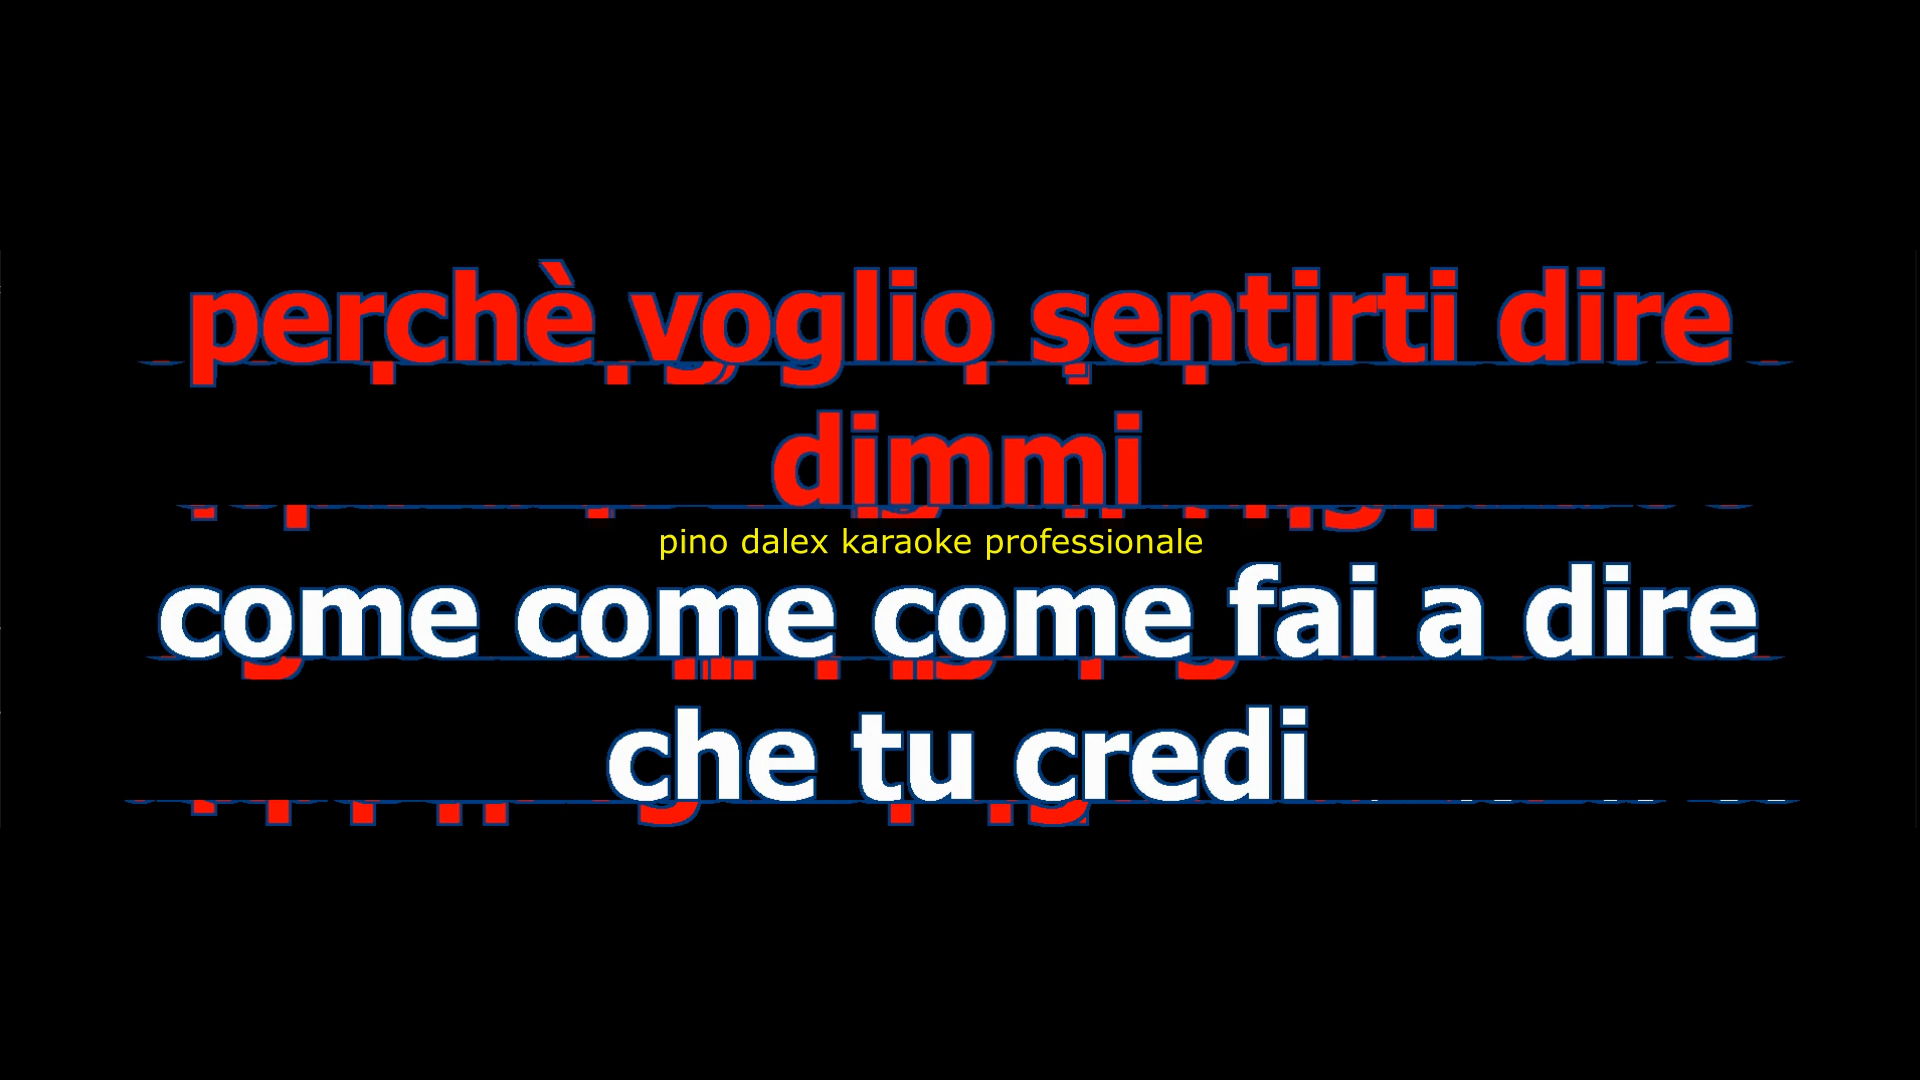 perchè voglio sentirti dire
dimmi
pino dalex karaoke professionale
come come come fai a dire
che tu credi